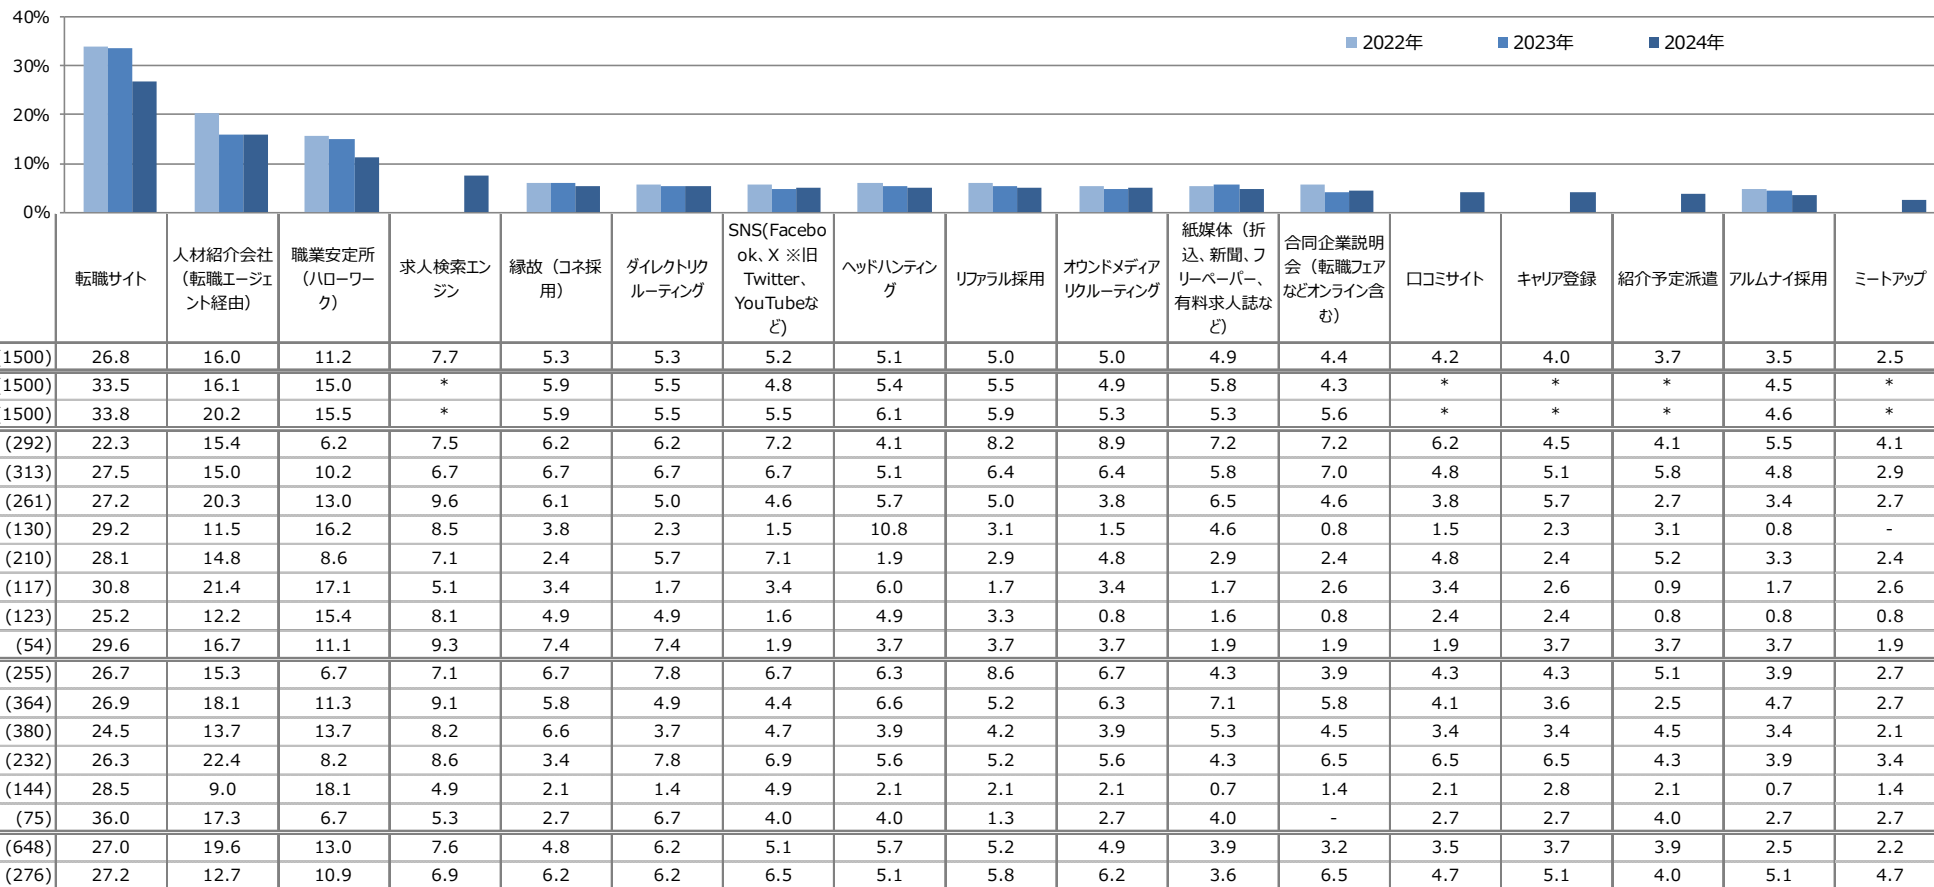 40%
2022年 2023年 2024年
30%
20%
10%
0%
転職サイト
人材紹介会社
(転職エージェ
ント経由)
職業安定所
(ハローワー
ク)
求人検索エン
ジン
縁故(コネ採
用)
ダイレクトリク
ルーティング
SNS(Facebo
ok、X ※旧
Twitter、
YouTubeな
ど)
ヘッドハンティン
グ
リファラル採用
オウンドメディア
リクルーティング
紙媒体(折
込、新聞、フ
リーペーパー、
有料求人誌な
ど)
合同企業説明
会(転職フェア
などオンライン含
む)
口コミサイト
キャリア登録
紹介予定派遣
アルムナイ採用
ミートアップ
1500) 26.8 16.0 11.2 7.7 5.3 5.3 5.2 5.1 5.0 5.0 4.9 4.4 4.2 4.0 3.7 3.5 2.5
1500) 33.5 16.1 15.0 * 5.9 5.5 4.8 5.4 5.5 4.9 5.8 4.3 * * * 4.5 *
1500) 33.8 20.2 15.5 * 5.9 5.5 5.5 6.1 5.9 5.3 5.3 5.6 * * * 4.6 *
(292) 22.3 15.4 6.2 7.5 6.2 6.2 7.2 4.1 8.2 8.9 7.2 7.2 6.2 4.5 4.1 5.5 4.1
(313) 27.5 15.0 10.2 6.7 6.7 6.7 6.7 5.1 6.4 6.4 5.8 7.0 4.8 5.1 5.8 4.8 2.9
(261) 27.2 20.3 13.0 9.6 6.1 5.0 4.6 5.7 5.0 3.8 6.5 4.6 3.8 5.7 2.7 3.4 2.7
(130) 29.2 11.5 16.2 8.5 3.8 2.3 1.5 10.8 3.1 1.5 4.6 0.8 1.5 2.3 3.1 0.8 -
(210) 28.1 14.8 8.6 7.1 2.4 5.7 7.1 1.9 2.9 4.8 2.9 2.4 4.8 2.4 5.2 3.3 2.4
(117) 30.8 21.4 17.1 5.1 3.4 1.7 3.4 6.0 1.7 3.4 1.7 2.6 3.4 2.6 0.9 1.7 2.6
(123) 25.2 12.2 15.4 8.1 4.9 4.9 1.6 4.9 3.3 0.8 1.6 0.8 2.4 2.4 0.8 0.8 0.8
(54) 29.6 16.7 11.1 9.3 7.4 7.4 1.9 3.7 3.7 3.7 1.9 1.9 1.9 3.7 3.7 3.7 1.9
(255) 26.7 15.3 6.7 7.1 6.7 7.8 6.7 6.3 8.6 6.7 4.3 3.9 4.3 4.3 5.1 3.9 2.7
(364) 26.9 18.1 11.3 9.1 5.8 4.9 4.4 6.6 5.2 6.3 7.1 5.8 4.1 3.6 2.5 4.7 2.7
(380) 24.5 13.7 13.7 8.2 6.6 3.7 4.7 3.9 4.2 3.9 5.3 4.5 3.4 3.4 4.5 3.4 2.1
(232) 26.3 22.4 8.2 8.6 3.4 7.8 6.9 5.6 5.2 5.6 4.3 6.5 6.5 6.5 4.3 3.9 3.4
(144) 28.5 9.0 18.1 4.9 2.1 1.4 4.9 2.1 2.1 2.1 0.7 1.4 2.1 2.8 2.1 0.7 1.4
(75) 36.0 17.3 6.7 5.3 2.7 6.7 4.0 4.0 1.3 2.7 4.0 - 2.7 2.7 4.0 2.7 2.7
(648) 27.0 19.6 13.0 7.6 4.8 6.2 5.1 5.7 5.2 4.9 3.9 3.2 3.5 3.7 3.9 2.5 2.2
(276) 27.2 12.7 10.9 6.9 6.2 6.2 6.5 5.1 5.8 6.2 3.6 6.5 4.7 5.1 4.0 5.1 4.7